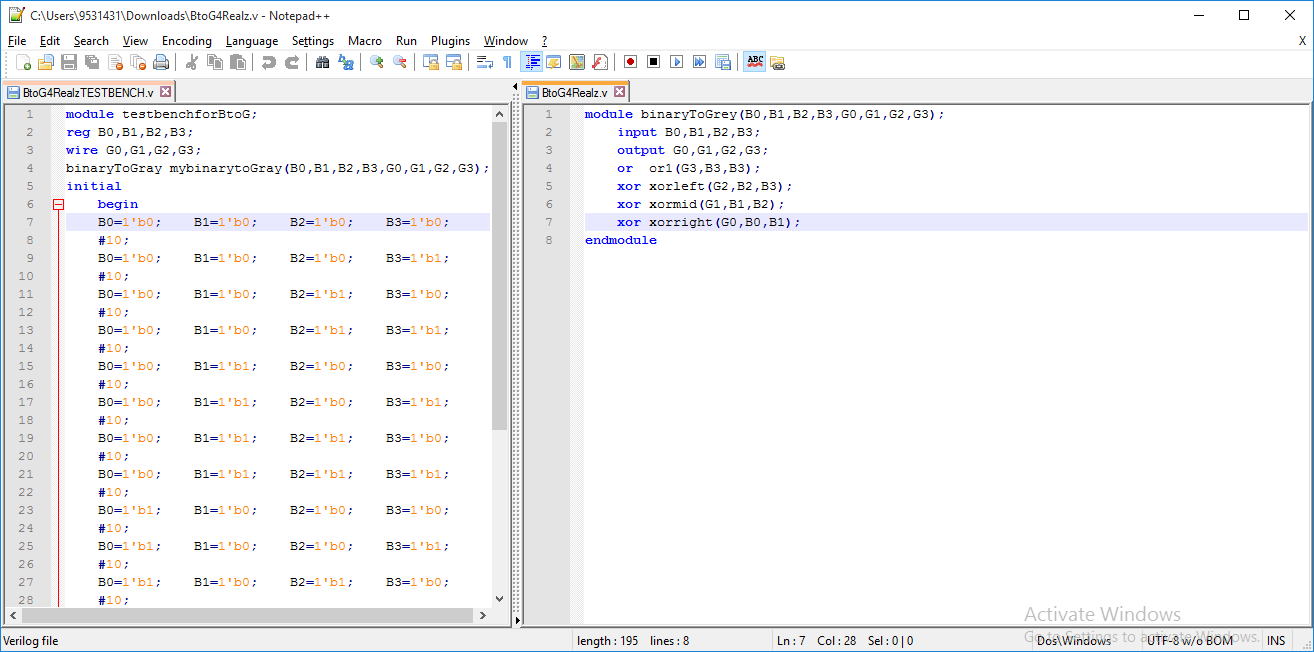 C:\Users\9531431\Downloads\BtoG4Realz.v - Notepad++
File Edit Search View Encoding Language Settings Macro Run Plugins Window ? X
ABC
BtoG4RealzTESTBENCH.v
1 module testbenchforBtoG;
2 reg B0,B1,B2,B3;
3 wire G0,G1,G2,G3;
4 binaryToGray mybinarytoGray(B0,B1,B2,B3,G0,G1,G2,G3);
5 initial
6 begin
7 B0=1'b0; B1=1'b0; B2=1'b0; B3=1'b0;
8 #10;
9 B0=1'b0; B1=1'b0; B2=1'b0; B3=1'b1;
10 #10;
11 B0=1'b0; B1=1'b0; B2=1'b1; B3=1'b0;
12 #10;
13 B0=1'b0; B1=1'b0; B2=1'b1; B3=1'b1;
14 #10;
15 B0=1'b0; B1=1'b1; B2=1'b0; B3=1'b0;
16 #10;
17 B0=1'b0; B1=1'b1; B2=1'b0; B3=1'b1;
18 #10;
19 B0=1'b0; B1=1'b1; B2=1'b1; B3=1'b0;
20 #10;
21 B0=1'b0; B1=1'b1; B2=1'b1; B3=1'b1;
22 #10;
23 B0=1'b1; B1=1'b0; B2=1'b0; B3=1'b0;
24 #10;
25 B0=1'b1; B1=1'b0; B2=1'b0; B3=1'b1;
26 #10;
27 B0=1'b1; B1=1'b0; B2=1'b1; B3=1'b0;
28 #10;
BtoG4Realz.v
1 module binaryToGrey(B0,B1,B2,B3,G0,G1,G2,G3);
2 input B0,B1,B2,B3;
3 output G0,G1,G2,G3;
4 or or1(G3,B3,B3);
5 xor xorleft(G2,B2,B3);
6 xor xormid(G1,B1,B2);
7 xor xorright(G0,B0,B1);
8 endmodule
Activate Windows
Go to Settings to activate Windows.
Verilog file length : 195 lines : 8 Ln : 7 Col : 28 Sel : 0 | 0 Dos\Windows UTF-8 w/o BOM INS